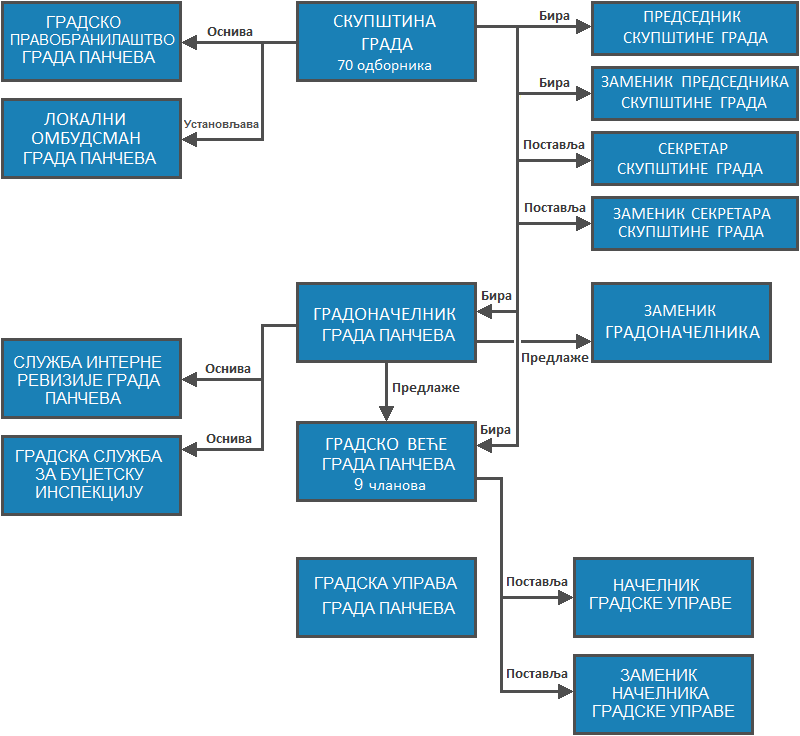 ГРАДСКО
ПРАВОБРАНИЛАШТВО
ГРАДА ПАНЧЕВА
Оснива
СКУПШТИНА
ГРАДА
70 одборника
Бира
ПРЕДСЕДНИК
СКУПШТИНЕ ГРАДА
Бира
ЗАМЕНИК ПРЕДСЕДНИКА
СКУПШТИНЕ ГРАДА
ЛОКАЛНИ
ОМБУДСМАН
ГРАДА ПАНЧЕВА
Установљава
Поставља
СЕКРЕТАР
СКУПШТИНЕ ГРАДА
Поставља
ЗАМЕНИК СЕКРЕТАРА
СКУПШТИНЕ ГРАДА
ГРАДОНАЧЕЛНИК
ГРАДА ПАНЧЕВА
Бира
ЗАМЕНИК
ГРАДОНАЧЕЛНИКА
Предлаже
СЛУЖБА ИНТЕРНЕ
РЕВИЗИЈЕ ГРАДА
ПАНЧЕВА
Оснива
Предлаже
ГРАДСКА СЛУЖБА
ЗА БУЏЕТСКУ
ИНСПЕКЦИЈУ
Оснива
ГРАДСКО ВЕЋЕ
ГРАДА ПАНЧЕВА
9 чланова
Бира
ГРАДСКА УПРАВА
ГРАДА ПАНЧЕВА
Поставља
НАЧЕЛНИК
ГРАДСКЕ УПРАВЕ
Поставља
ЗАМЕНИК
НАЧЕЛНИКА
ГРАДСКЕ УПРАВЕ